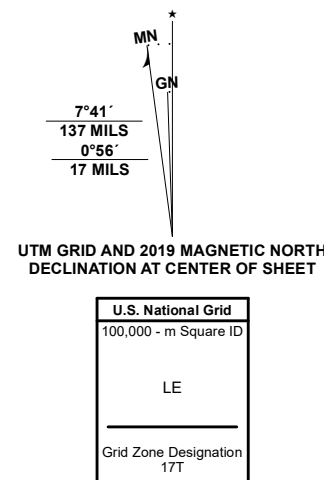 ★
MN
GN
7°41´
137 MILS
0°56´
17 MILS
UTM GRID AND 2019 MAGNETIC NORTH
DECLINATION AT CENTER OF SHEET
U.S. National Grid
100,000 - m Square ID
LE
Grid Zone Designation
17T